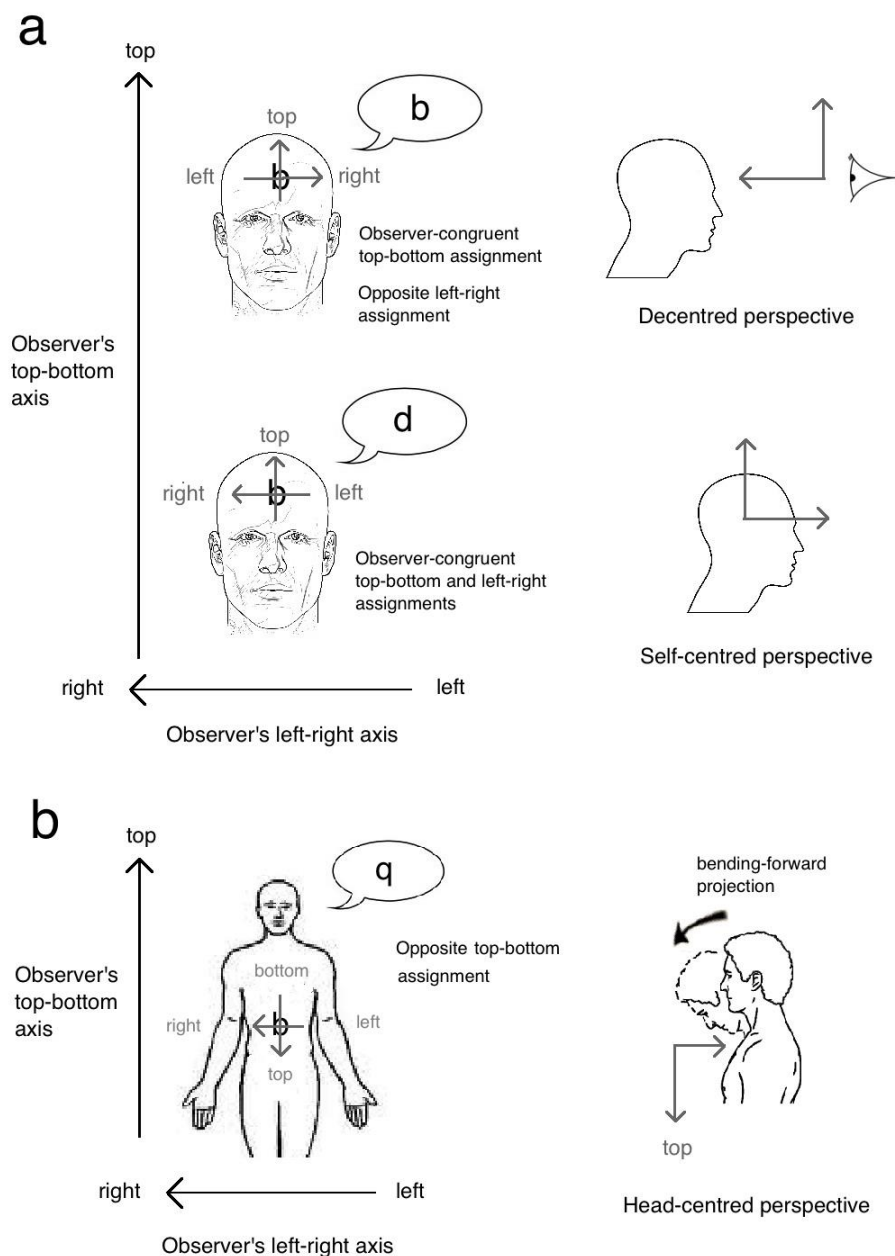 a
top
b
top
left
b
right
Observer-congruent
top-bottom assignment
Opposite left-right
assignment
Decentred perspective
Observer's
top-bottom
axis
d
top
right
b
left
Observer-congruent
top-bottom and left-right
assignments
Self-centred perspective
right
left
Observer's left-right axis
b
top
q
bending-forward
projection
Observer's
top-bottom
axis
Opposite top-bottom
assignment
bottom
right
b
left
top
top
right
left
Head-centred perspective
Observer's left-right axis